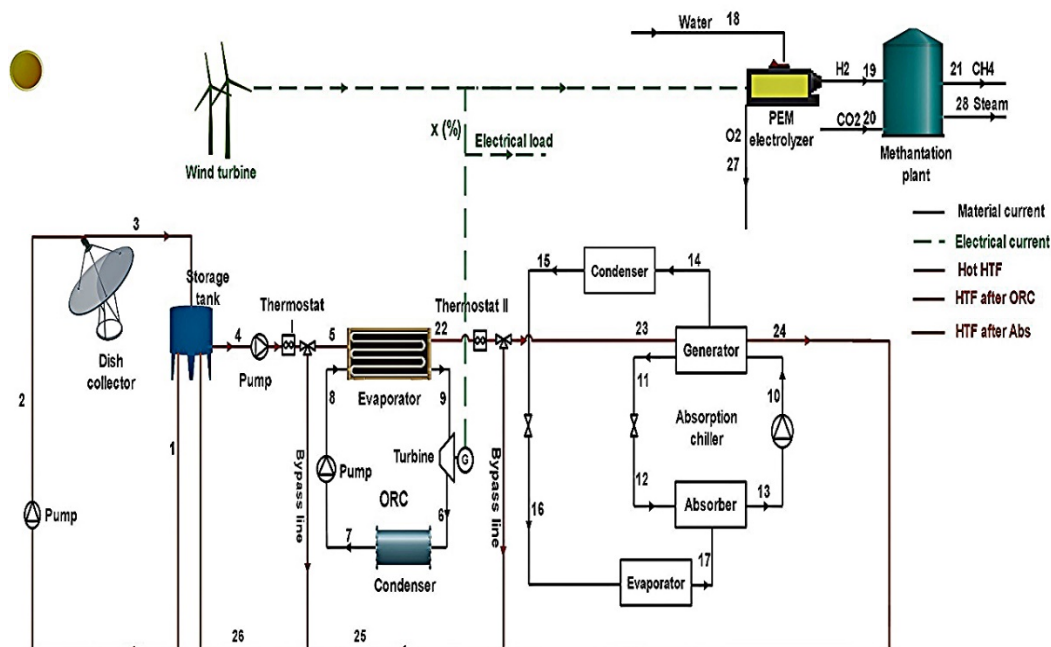 Water
18
H2
19
21
CH4
28
Steam
CO2
20
PEM
electrolyzer
O2
27
Methantation
plant
x (%)
Electrical load
Wind turbine
Material current
Electrical current
Hot HTF
HTF after ORC
HTF after Abs
3
Storage
tank
Dish
collector
2
1
4
Pump
Thermostat
5
Evaporator
22
Thermostat II
8
9
Turbine
G
Pump
ORC
7
6
Condenser
Bypass line
Bypass line
15
Condenser
14
23
Generator
24
11
10
Absorption
chiller
12
Absorber
13
16
17
Evaporator
Pump
26
25